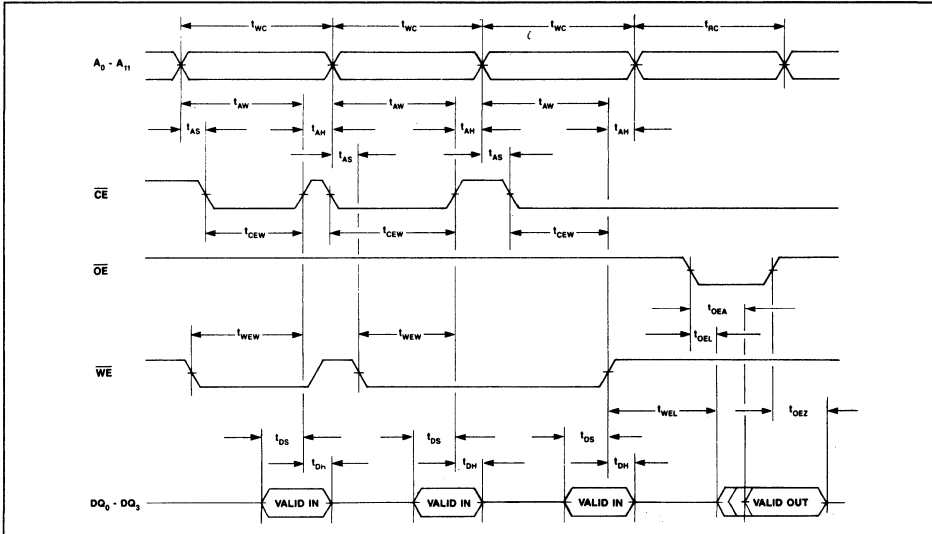 tWC tWC tWC fRC
A0 - A11
tAW tAW tAW
tAS tAH tAH tAH
tAS tAS
CE
tCEW tCEW tCEW
OE
tOEA
tWEW tWEW tOEL
WE
tWEL tOEZ
tDS tDS tDS
tDh tDH tDH
DQ0 - DQ3 VALID IN VALID IN VALID IN VALID OUT